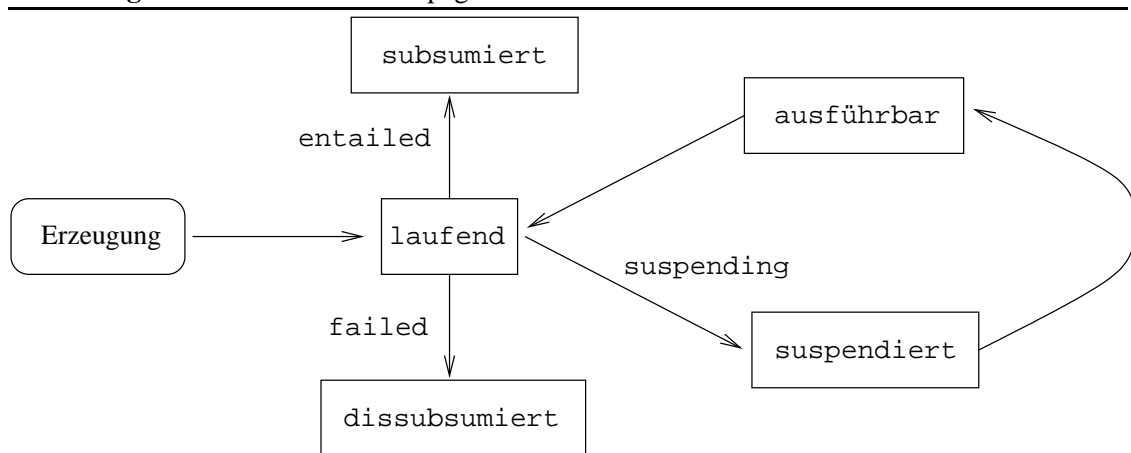 subsumiert
ausführbar
entailed
Erzeugung
laufend
suspending
failed
suspendiert
dissubsumiert